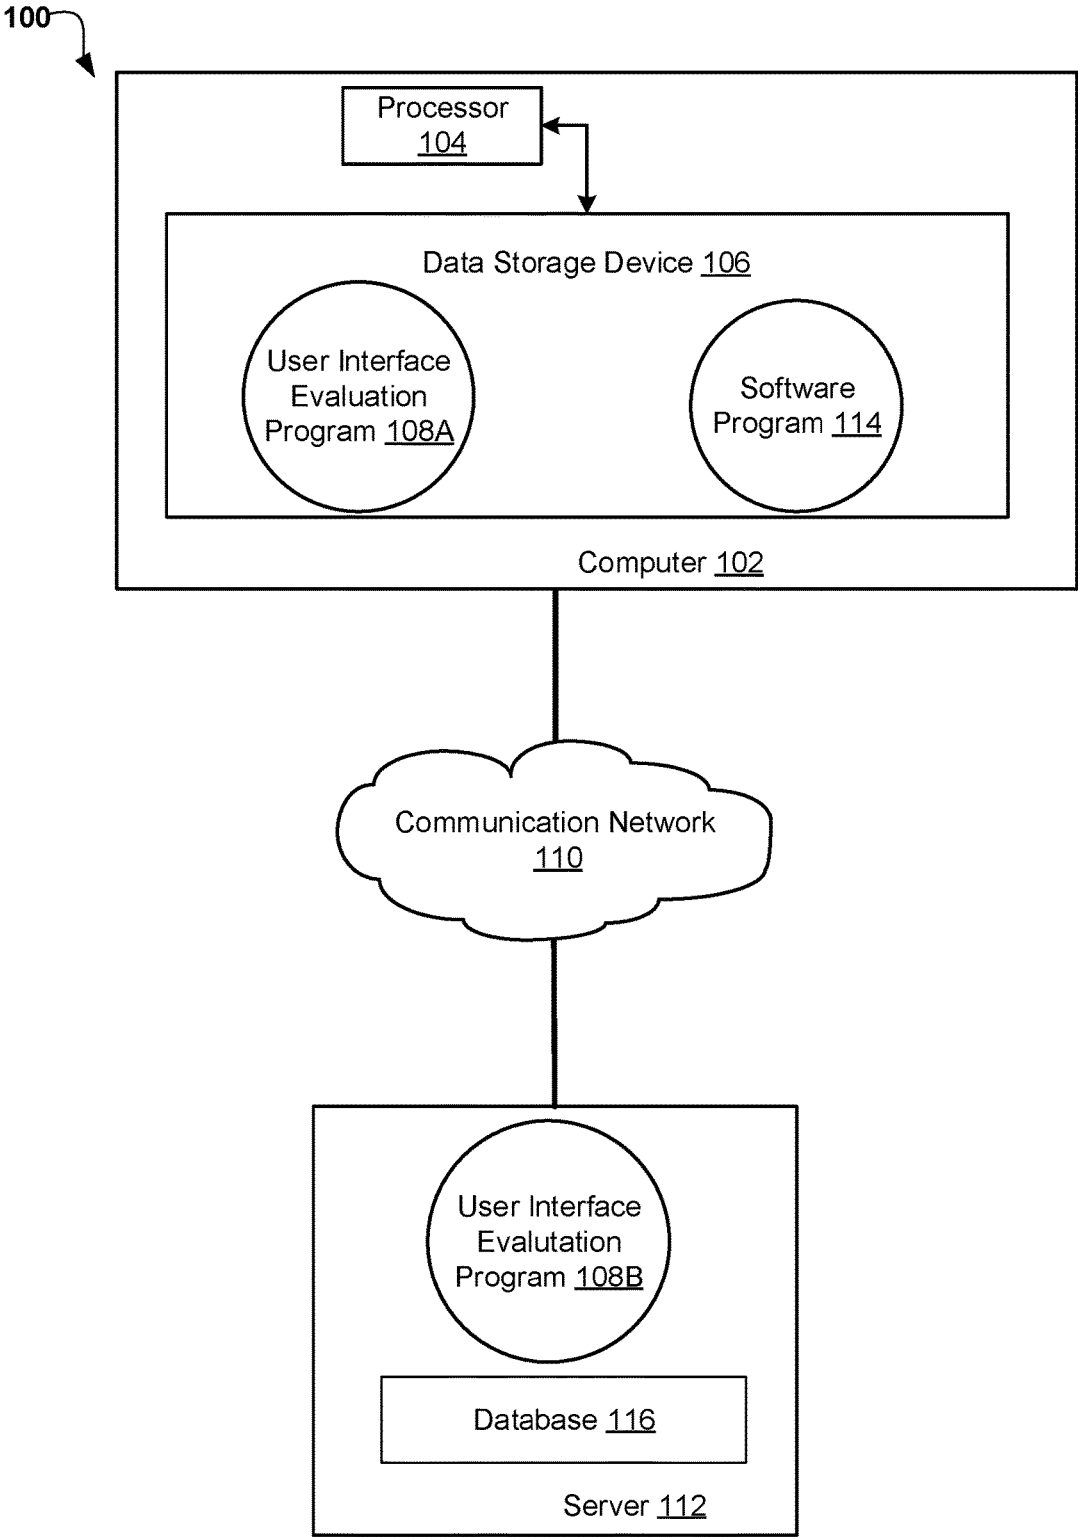 100
Processor
104
Data Storage Device 106
User Interface
Evaluation
Program 108A
Software
Program 114
Computer 102
Communication Network
110
User Interface
Evalutation
Program 108B
Database 116
Server 112